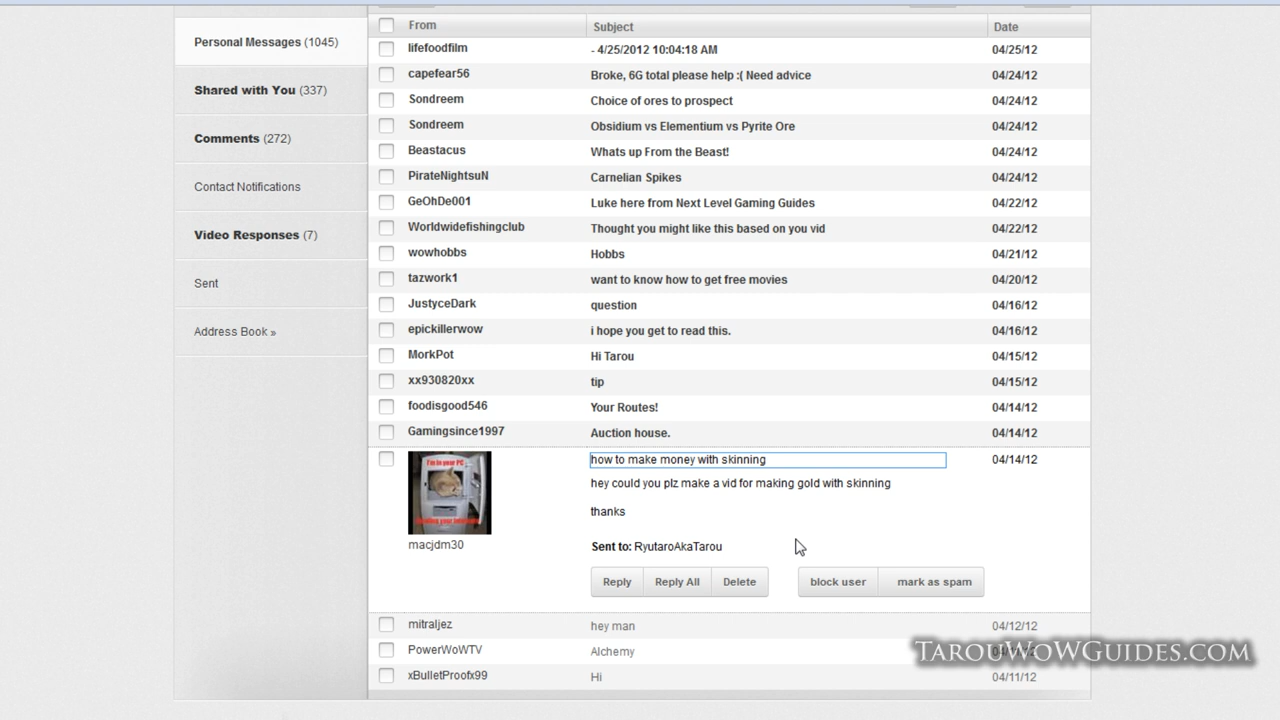 Personal Messages (1045)
Shared with You (337)
Comments (272)
Contact Notifications
Video Responses (7)
Sent
Address Book »
From Subject Date
lifefoodfilm - 4/25/2012 10:04:18 AM 04/25/12
capefear56 Broke, 6G total please help :( Need advice 04/24/12
Sondreem Choice of ores to prospect 04/24/12
Sondreem Obsidium vs Elementium vs Pyrite Ore 04/24/12
Beastacus Whats up From the Beast! 04/24/12
PirateNightsuN Carnelian Spikes 04/24/12
GeOhDe001 Luke here from Next Level Gaming Guides 04/22/12
Worldwidefishingclub Thought you might like this based on you vid 04/22/12
wowhobbs Hobbs 04/21/12
tazwork1 want to know how to get free movies 04/20/12
JustyceDark question 04/16/12
epickillerwow i hope you get to read this. 04/16/12
MorkPot Hi Tarou 04/15/12
xx930820xx tip 04/15/12
foodisgood546 Your Routes! 04/14/12
Gamingsince1997 Auction house. 04/14/12
how to make money with skinning 04/14/12
I'm in your PC
hey could you plz make a vid for making gold with skinning
thanks
macjdm30
Sent to: RyutaroAkaTarou
Reply Reply All Delete block user mark as spam
mitraljez hey man 04/12/12
PowerWoWTV Alchemy
xBulletProofx99 Hi 04/11/12
TarouWoWGuides.com